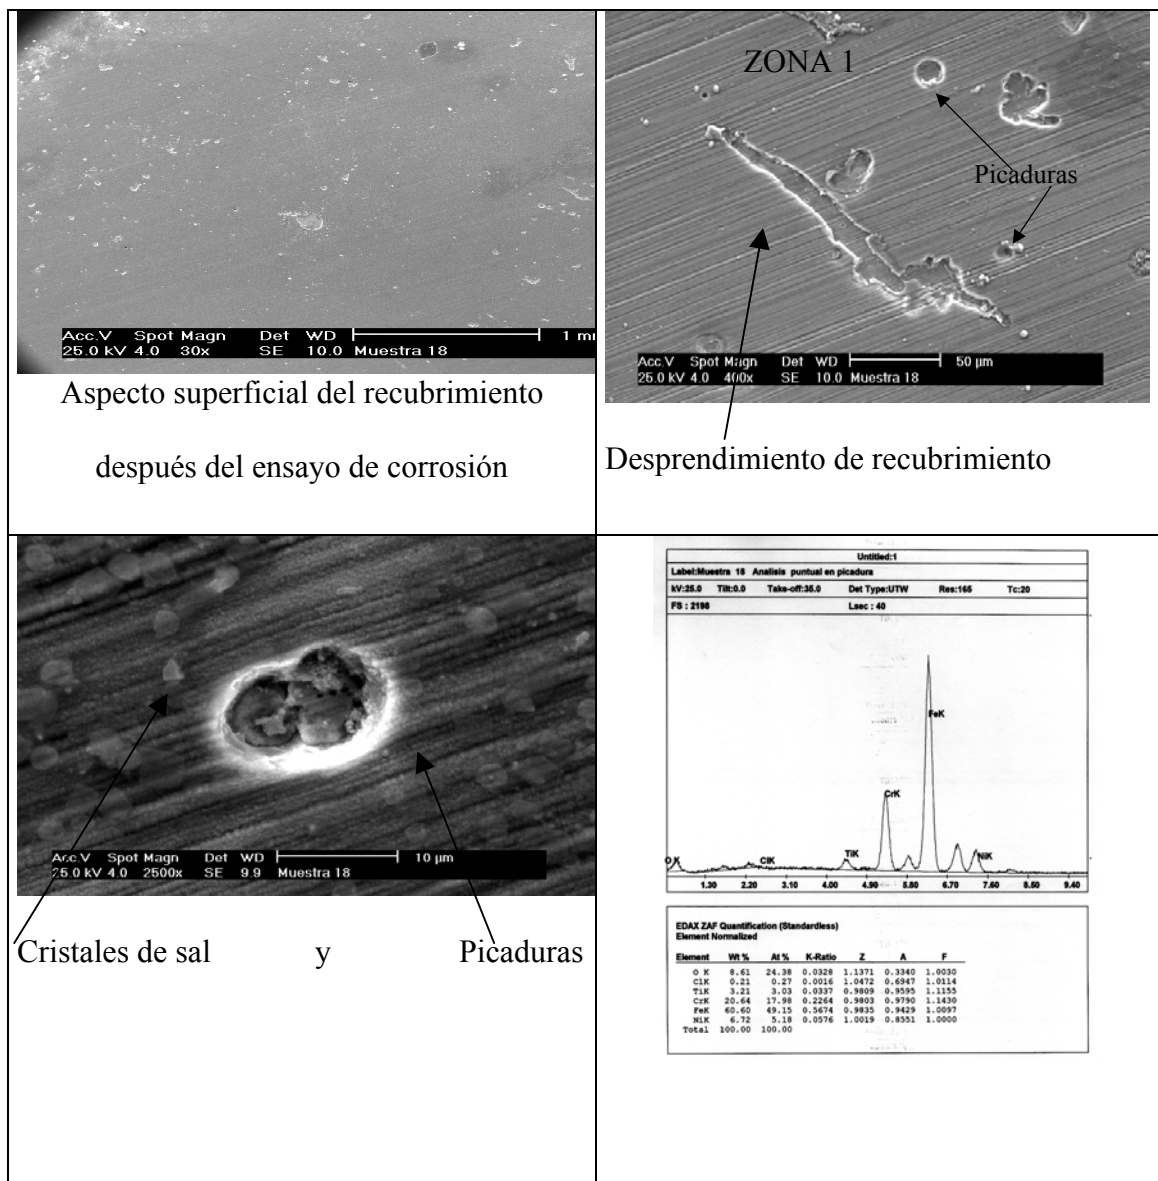 Acc.V Spot Magn Det WD 1 mm
25.0 kV 4.0 30x SE 10.0 Muestra 18
Aspecto superficial del recubrimiento
después del ensayo de corrosión
ZONA 1
Picaduras
Acc.V Spot Magn Det WD 50 µm
25.0 kV 4.0 400x SE 10.0 Muestra 18
Desprendimiento de recubrimiento
Acc.V Spot Magn Det WD 10 µm
25.0 kV 4.0 2500x SE 9.9 Muestra 18
Cristales de sal y Picaduras
Untitled:1
Label:Muestra 18 Analisis puntual en picadura
kV:25.0 Tilt:0.0 Take-off:35.0 Det Type:UTW Res:165 Tc:20
FS : 2198 Lsec : 40
FeK
CrK
O K ClK TiK NiK
1.30 2.20 3.10 4.00 4.90 5.80 6.70 7.60 8.50 9.40
EDAX ZAF Quantification (Standardless)
Element Normalized
Element Wt % At % K-Ratio Z A F
O K 8.61 24.38 0.0328 1.1371 0.3340 1.0030
ClK 0.21 0.27 0.0016 1.0472 0.6947 1.0114
TiK 3.21 3.03 0.0337 0.9809 0.9595 1.1155
CrK 20.64 17.98 0.2264 0.9803 0.9790 1.1430
FeK 60.60 49.15 0.5674 0.9835 0.9429 1.0097
NiK 6.72 5.18 0.0576 1.0019 0.8551 1.0000
Total 100.00 100.00